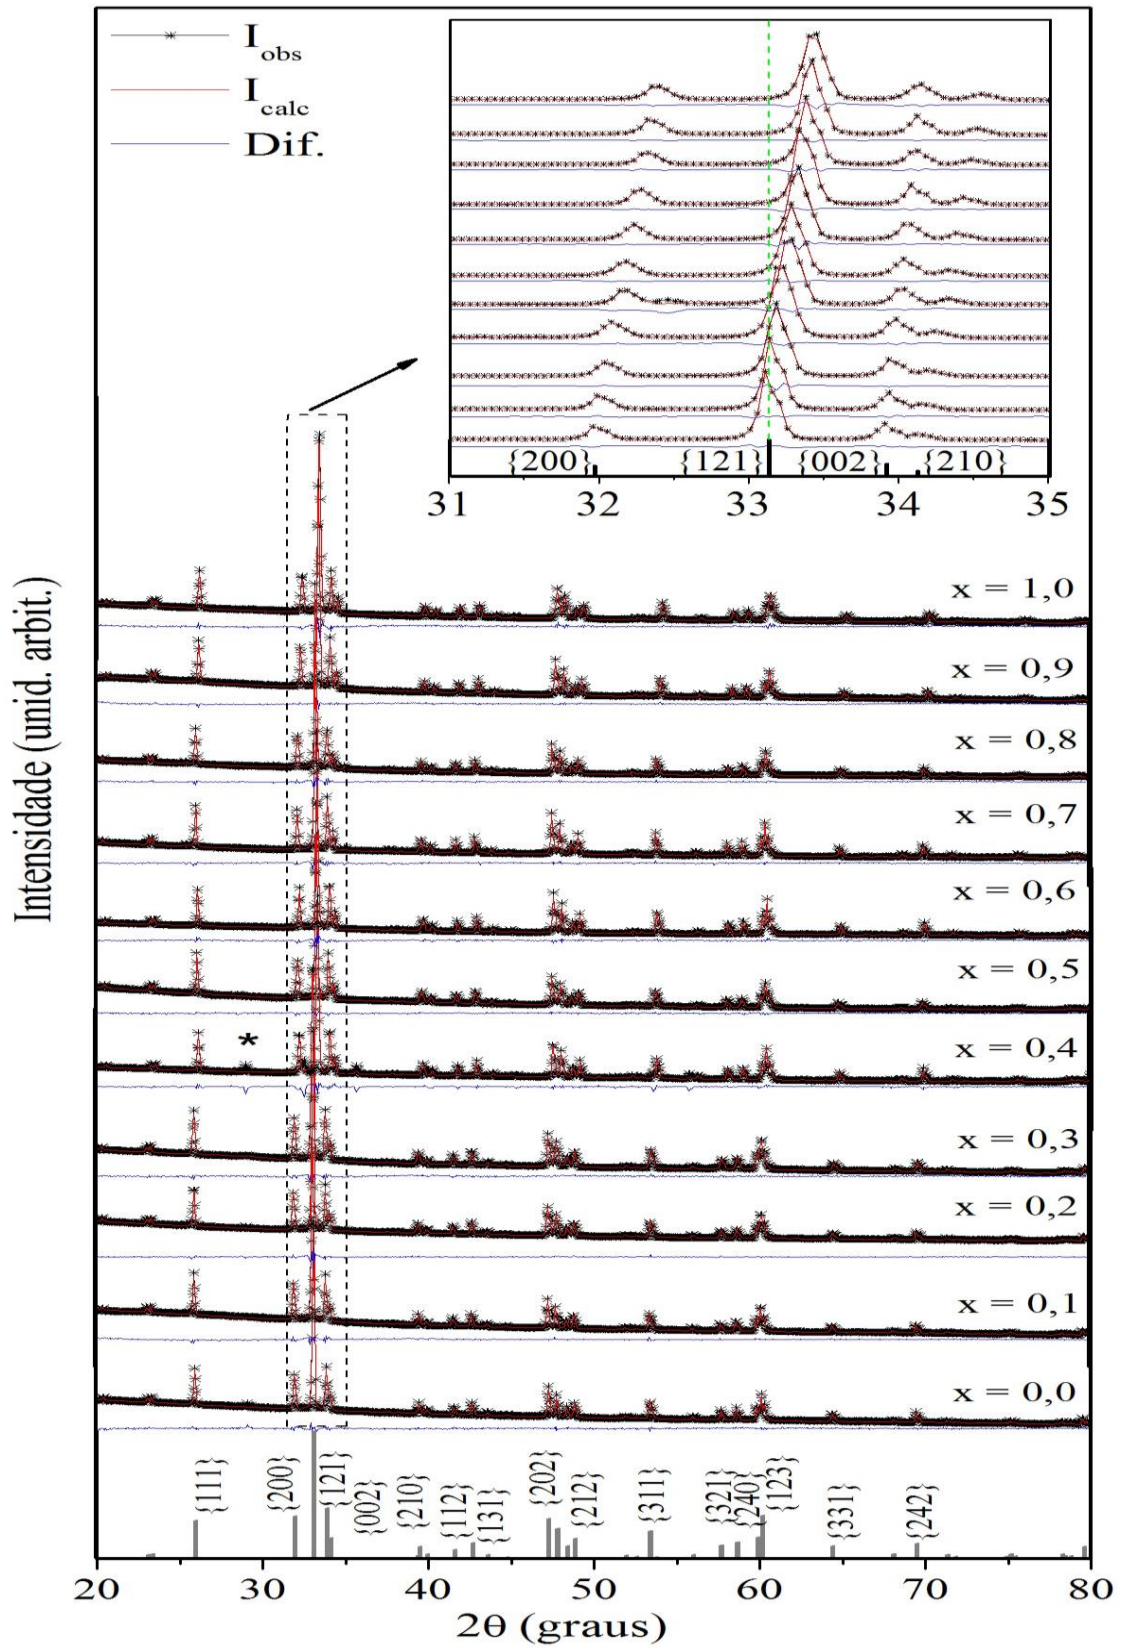 I_obs
I_calc
Dif.
{200} {121} {002} {210}
31 32 33 34 35
Intensidade (unid. arbit.)
x = 1,0
x = 0,9
x = 0,8
x = 0,7
x = 0,6
x = 0,5
*
x = 0,4
x = 0,3
x = 0,2
x = 0,1
x = 0,0
{111} {200} {121} {002} {210} {112} {131} {202} {212} {311} {321} {240} {123} {331} {242}
20 30 40 50 60 70 80
2θ (graus)